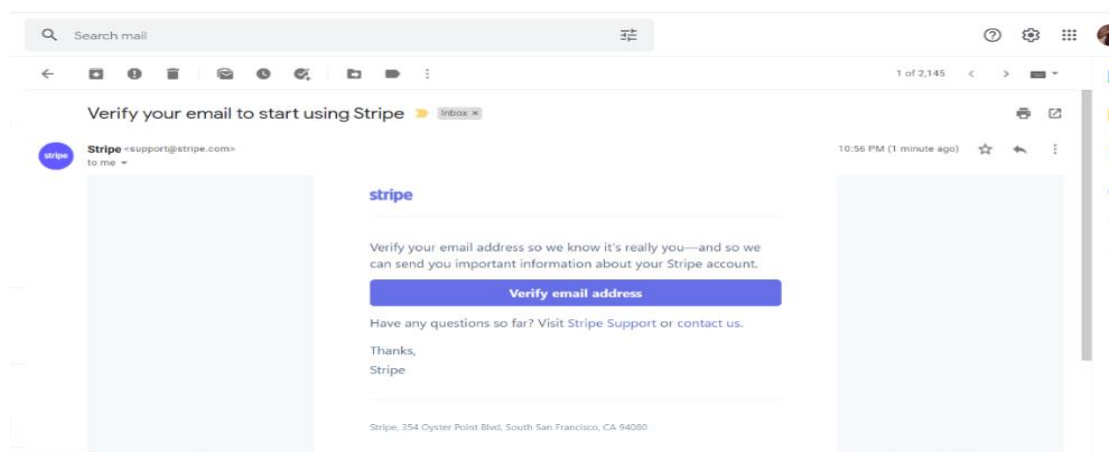 Search mail
1 of 2,145
Verify your email to start using Stripe Inbox ×
stripe
Stripe <support@stripe.com>
10:56 PM (1 minute ago)
to me
stripe
Verify your email address so we know it's really you—and so we
can send you important information about your Stripe account.
Verify email address
Have any questions so far? Visit Stripe Support or contact us.
Thanks,
Stripe
Stripe, 354 Oyster Point Blvd, South San Francisco, CA 94080